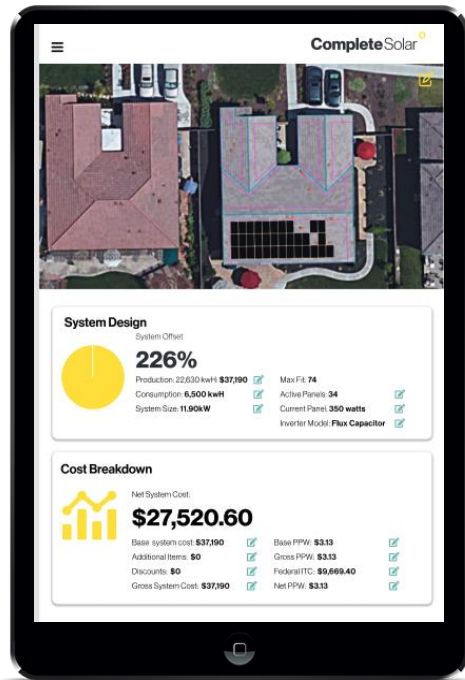 Complete Solar
System Design
System Offset
226%
Production: 22,630 kwH: $37,190
Consumption: 6,500 kwH
System Size: 11.90kW
Max Fit: 74
Active Panels: 34
Current Panel: 350 watts
Inverter Model: Flux Capacitor
Cost Breakdown
Net System Cost:
$27,520.60
Base system cost: $37,190
Additional Items: $0
Discounts: $0
Gross System Cost: $37,190
Base PPW: $3.13
Gross PPW: $3.13
Federal ITC: $9,669.40
Net PPW: $3.13